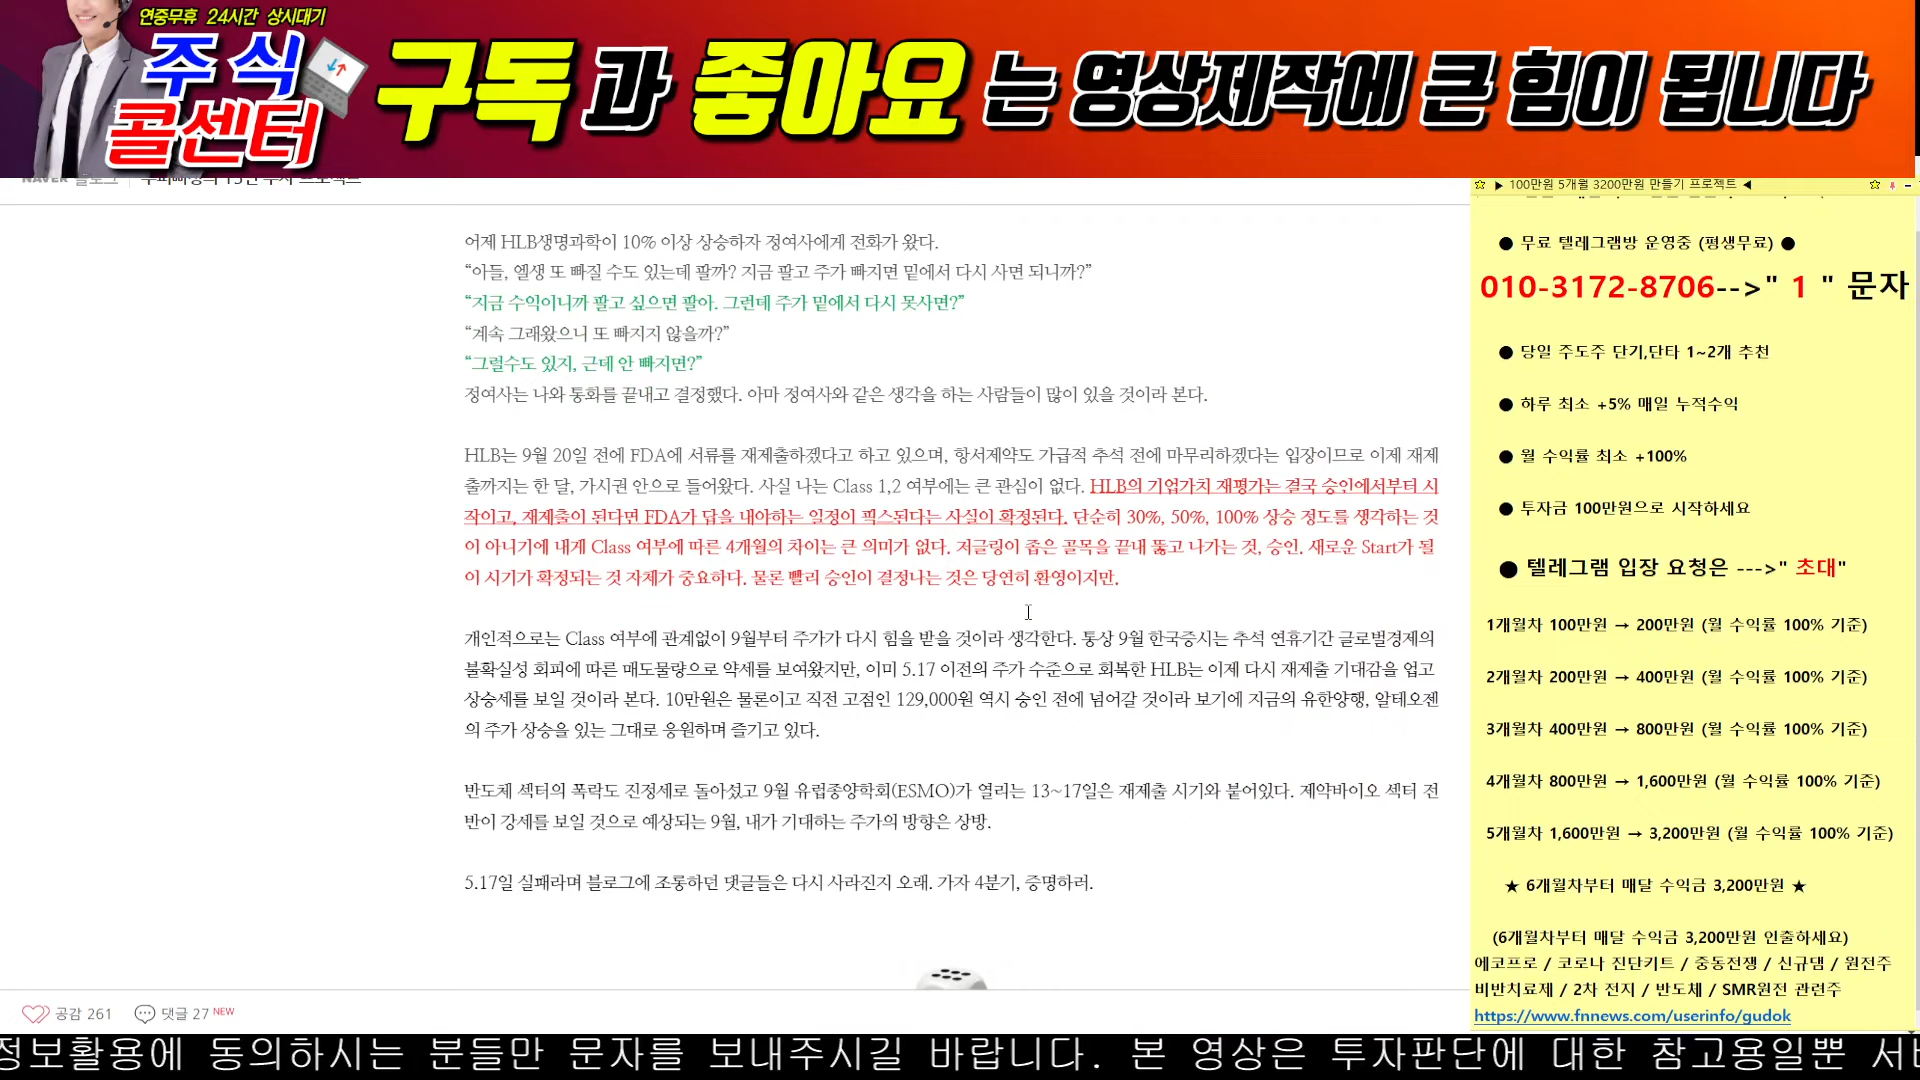 연중무휴 24시간 상시대기
주식
콜센터
구독과 좋아요는 영상제작에 큰 힘이 됩니다
NAVER 블로그
어제 HLB생명과학이 10% 이상 상승하자 정여사에게 전화가 왔다.
“아들, 엘생 또 빠질 수도 있는데 팔까? 지금 팔고 주가 빠지면 밑에서 다시 사면 되니까?”
“지금 수익이니까 팔고 싶으면 팔아. 그런데 주가 밑에서 다시 못사면?”
“계속 그래왔으니 또 빠지지 않을까?”
“그럴수도 있지, 근데 안 빠지면?”
정여사는 나와 통화를 끝내고 결정했다. 아마 정여사와 같은 생각을 하는 사람들이 많이 있을 것이라 본다.
HLB는 9월 20일 전에 FDA에 서류를 재제출하겠다고 하고 있으며, 항서제약도 가급적 추석 전에 마무리하겠다는 입장이므로 이제 재제
출까지는 한 달, 가시권 안으로 들어왔다. 사실 나는 Class 1,2 여부에는 큰 관심이 없다. HLB의 기업가치 재평가는 결국 승인에서부터 시
작이고, 재제출이 된다면 FDA가 답을 내야하는 일정이 픽스된다는 사실이 확정된다. 단순히 30%, 50%, 100% 상승 정도를 생각하는 것
이 아니기에 내게 Class 여부에 따른 4개월의 차이는 큰 의미가 없다. 저글링이 좁은 골목을 끝내 뚫고 나가는 것, 승인. 새로운 Start가 될
이 시기가 확정되는 것 자체가 중요하다. 물론 빨리 승인이 결정나는 것은 당연히 환영이지만.
개인적으로는 Class 여부에 관계없이 9월부터 주가가 다시 힘을 받을 것이라 생각한다. 통상 9월 한국증시는 추석 연휴기간 글로벌경제의
불확실성 회피에 따른 매도물량으로 약세를 보여왔지만, 이미 5.17 이전의 주가 수준으로 회복한 HLB는 이제 다시 재제출 기대감을 업고
상승세를 보일 것이라 본다. 10만원은 물론이고 직전 고점인 129,000원 역시 승인 전에 넘어갈 것이라 보기에 지금의 유한양행, 알테오젠
의 주가 상승을 있는 그대로 응원하며 즐기고 있다.
반도체 섹터의 폭락도 진정세로 돌아섰고 9월 유럽종양학회(ESMO)가 열리는 13~17일은 재제출 시기와 붙어있다. 제약바이오 섹터 전
반이 강세를 보일 것으로 예상되는 9월, 내가 기대하는 주가의 방향은 상방.
5.17일 실패라며 블로그에 조롱하던 댓글들은 다시 사라진지 오래. 가자 4분기, 증명하러.
공감 261 댓글 27 NEW
☆ ▶ 100만원 5개월 3200만원 만들기 프로젝트 ◀ ☆
● 무료 텔레그램방 운영중 (평생무료) ●
010-3172-8706-->" 1 " 문자
● 당일 주도주 단기,단타 1~2개 추천
● 하루 최소 +5% 매일 누적수익
● 월 수익률 최소 +100%
● 투자금 100만원으로 시작하세요
● 텔레그램 입장 요청은 --->" 초대"
1개월차 100만원 → 200만원 (월 수익률 100% 기준)
2개월차 200만원 → 400만원 (월 수익률 100% 기준)
3개월차 400만원 → 800만원 (월 수익률 100% 기준)
4개월차 800만원 → 1,600만원 (월 수익률 100% 기준)
5개월차 1,600만원 → 3,200만원 (월 수익률 100% 기준)
★ 6개월차부터 매달 수익금 3,200만원 ★
(6개월차부터 매달 수익금 3,200만원 인출하세요)
에코프로 / 코로나 진단키트 / 중동전쟁 / 신규댐 / 원전주
비반치료제 / 2차 전지 / 반도체 / SMR원전 관련주
https://www.fnnews.com/userinfo/gudok
정보활용에 동의하시는 분들만 문자를 보내주시길 바랍니다. 본 영상은 투자판단에 대한 참고용일뿐